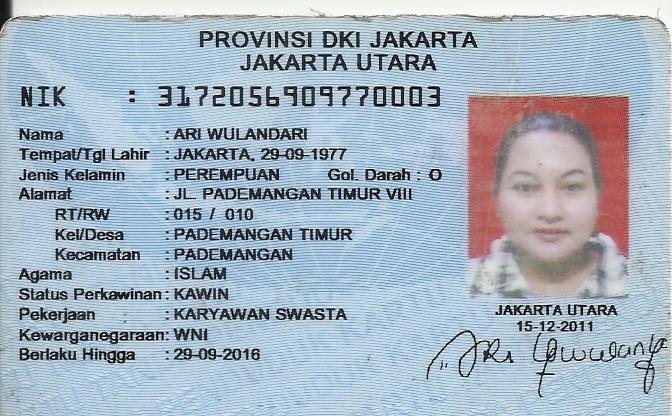 PROVINSI DKI JAKARTA
JAKARTA UTARA
NIK : 3172056909770003
Nama : ARI WULANDARI
Tempat/Tgl Lahir : JAKARTA, 29-09-1977
Jenis Kelamin : PEREMPUAN Gol. Darah : O
Alamat : JL. PADEMANGAN TIMUR VIII
RT/RW : 015 / 010
Kel/Desa : PADEMANGAN TIMUR
Kecamatan : PADEMANGAN
Agama : ISLAM
Status Perkawinan : KAWIN
Pekerjaan : KARYAWAN SWASTA
Kewarganegaraan: WNI
Berlaku Hingga : 29-09-2016
JAKARTA UTARA
15-12-2011